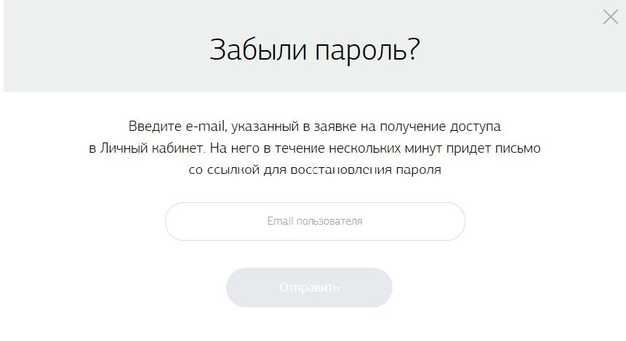 Забыли пароль?
Введите e-mail, указанный в заявке на получение доступа
в Личный кабинет. На него в течение нескольких минут придет письмо
со ссылкой для восстановления пароля
Email пользователя
Отправить